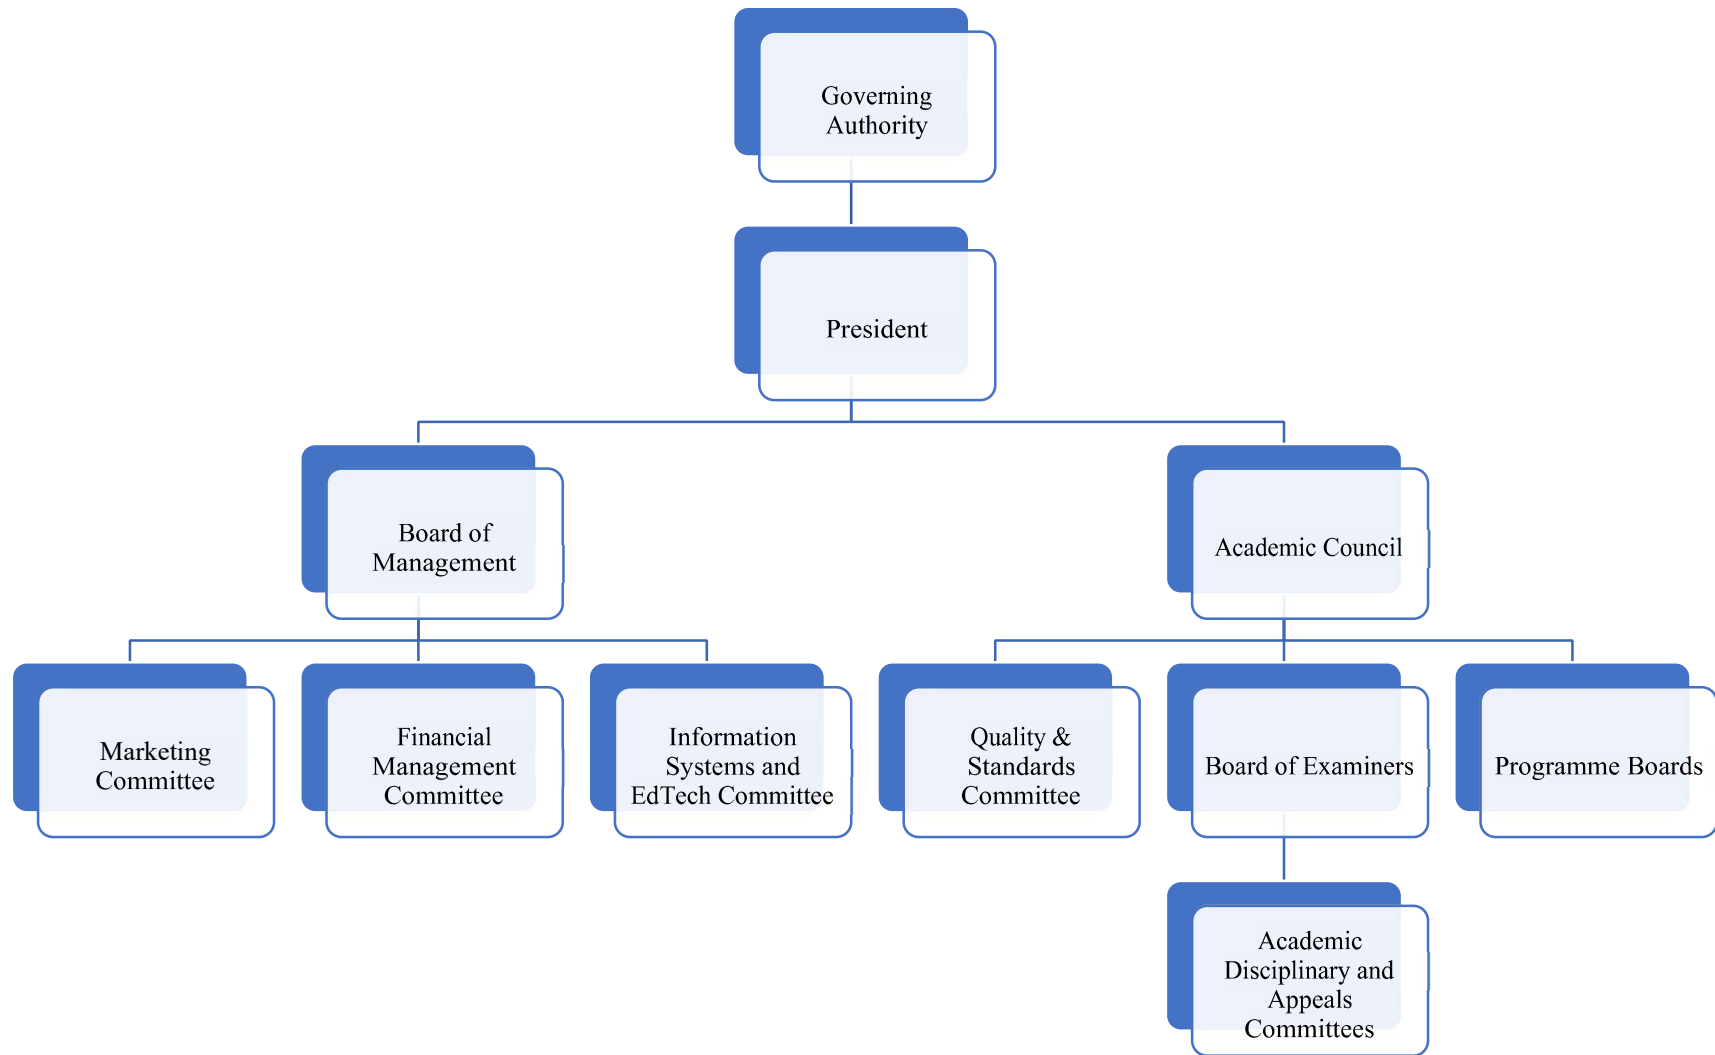 Governing
Authority
President
Board of
Management
Academic Council
Marketing
Committee
Financial
Management
Committee
Information
Systems and
EdTech Committee
Quality &
Standards
Committee
Board of Examiners
Programme Boards
Academic
Disciplinary and
Appeals
Committees